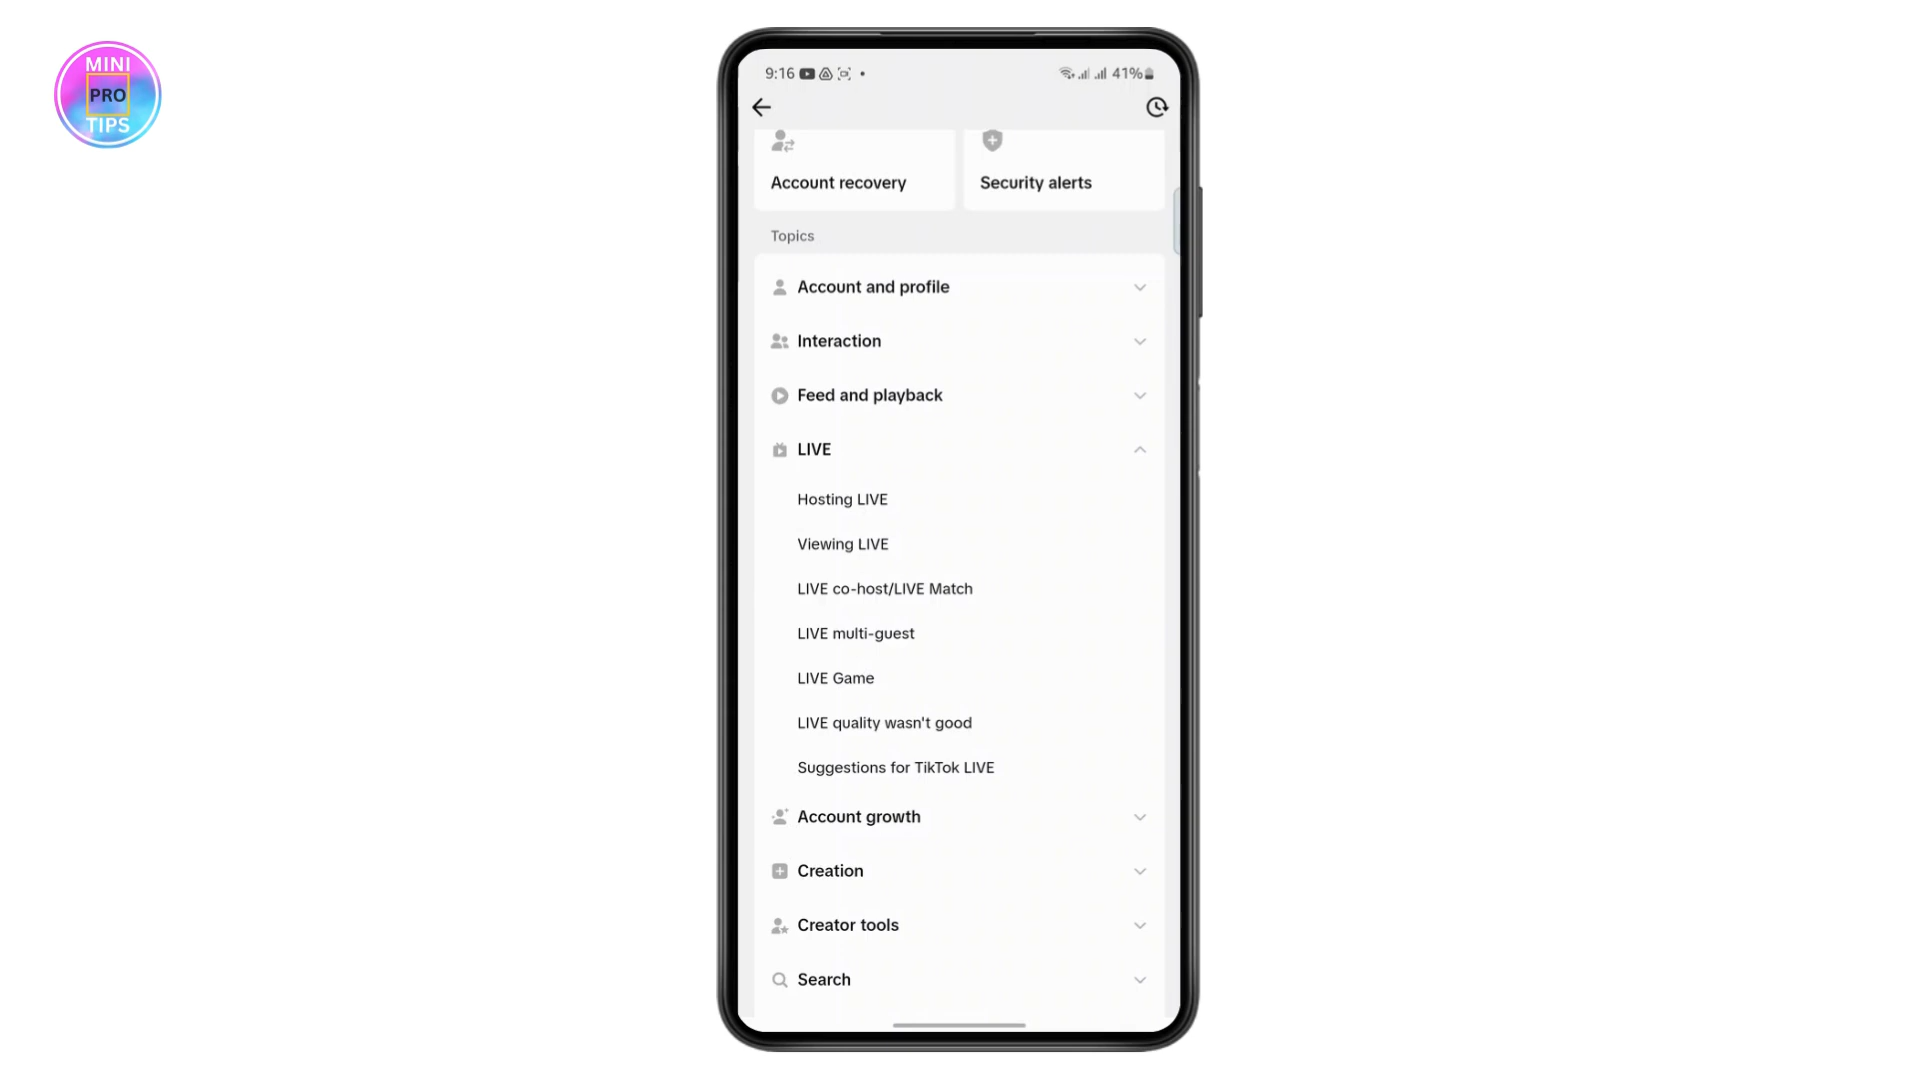 MINI
PRO
TIPS
9:16 41%
Account recovery
Security alerts
Topics
Account and profile
Interaction
Feed and playback
LIVE
Hosting LIVE
Viewing LIVE
LIVE co-host/LIVE Match
LIVE multi-guest
LIVE Game
LIVE quality wasn't good
Suggestions for TikTok LIVE
Account growth
Creation
Creator tools
Search